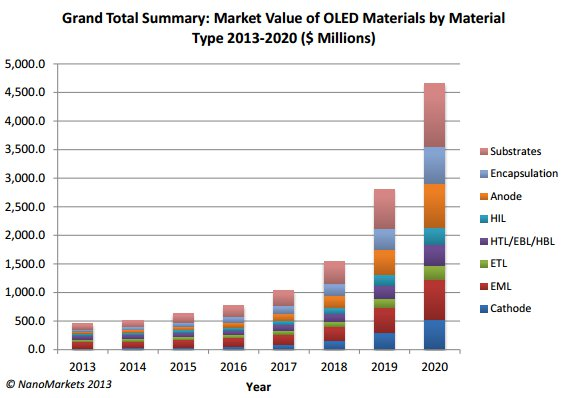 Grand Total Summary: Market Value of OLED Materials by Material
Type 2013-2020 ($ Millions)
5,000.0
4,500.0
4,000.0
3,500.0
3,000.0
2,500.0
2,000.0
1,500.0
1,000.0
500.0
0.0
2013 2014 2015 2016 2017 2018 2019 2020
Year
Substrates
Encapsulation
Anode
HIL
HTL/EBL/HBL
ETL
EML
Cathode
© NanoMarkets 2013